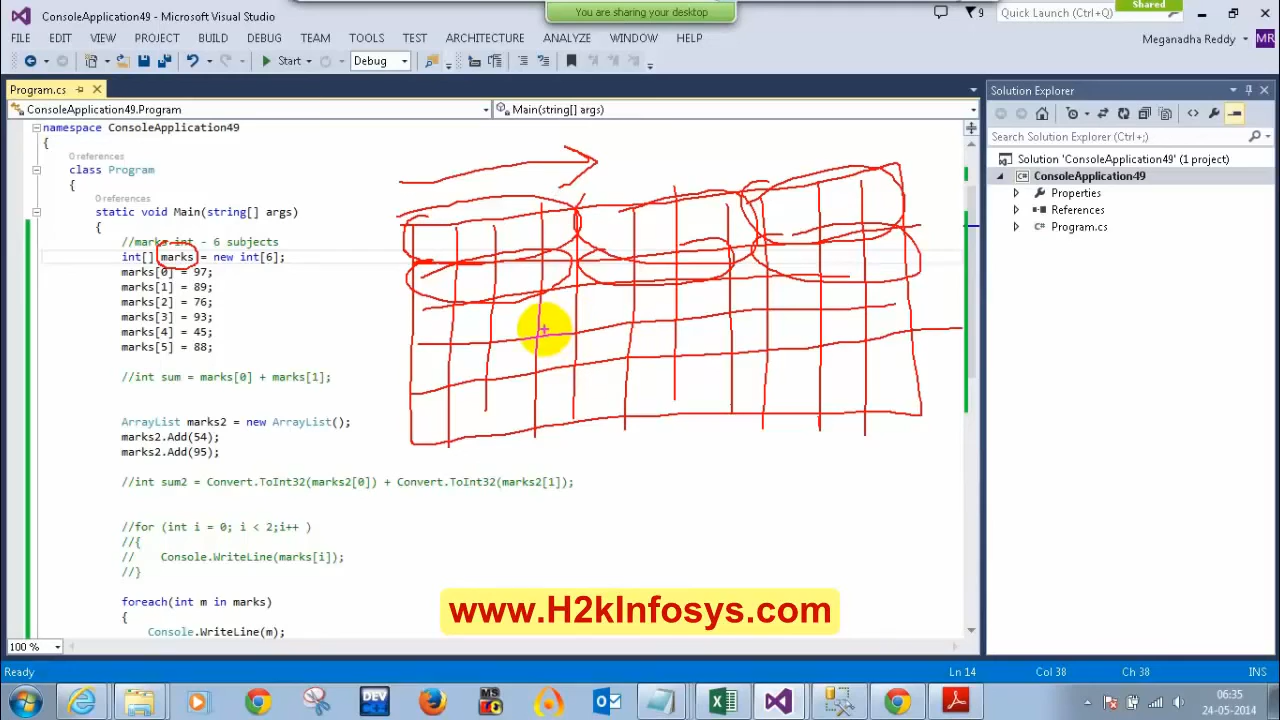 ConsoleApplication49 - Microsoft Visual Studio
You are sharing your desktop
Shared
9
Quick Launch (Ctrl+Q)
FILE EDIT VIEW PROJECT BUILD DEBUG TEAM TOOLS TEST ARCHITECTURE ANALYZE WINDOW HELP
Meganadha Reddy MR
Start Debug
Program.cs
Solution Explorer
ConsoleApplication49.Program
Main(string[] args)
Search Solution Explorer (Ctrl+;)
Solution 'ConsoleApplication49' (1 project)
ConsoleApplication49
Properties
References
Program.cs
namespace ConsoleApplication49
{
0 references
class Program
{
0 references
static void Main(string[] args)
{
//marks int - 6 subjects
int[] marks = new int[6];
marks[0] = 97;
marks[1] = 89;
marks[2] = 76;
marks[3] = 93;
marks[4] = 45;
marks[5] = 88;
//int sum = marks[0] + marks[1];
ArrayList marks2 = new ArrayList();
marks2.Add(54);
marks2.Add(95);
//int sum2 = Convert.ToInt32(marks2[0]) + Convert.ToInt32(marks2[1]);
//for (int i = 0; i < 2;i++ )
//{
// Console.WriteLine(marks[i]);
//}
foreach(int m in marks)
{
Console.WriteLine(m);
www.H2kInfosys.com
100 %
Ready
Ln 14 Col 38 Ch 38 INS
DEV
MS
06:35
24-05-2014